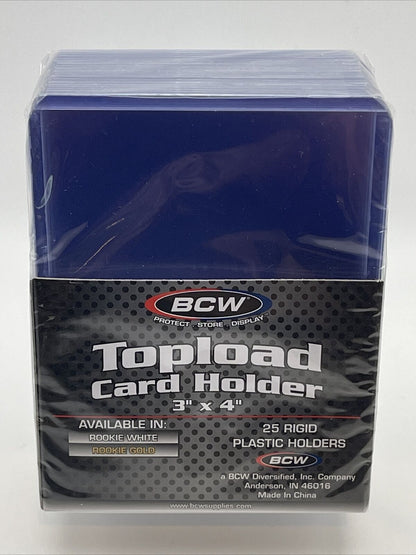 BCW
PROTECT . STORE . DISPLAY
Topload
Card Holder
3" x 4"
AVAILABLE IN:
ROOKIE WHITE
ROOKIE GOLD
25 RIGID
PLASTIC HOLDERS
BCW
a BCW Diversified, Inc. Company
Anderson, IN 46016
Made In China
www.bcwsupplies.com